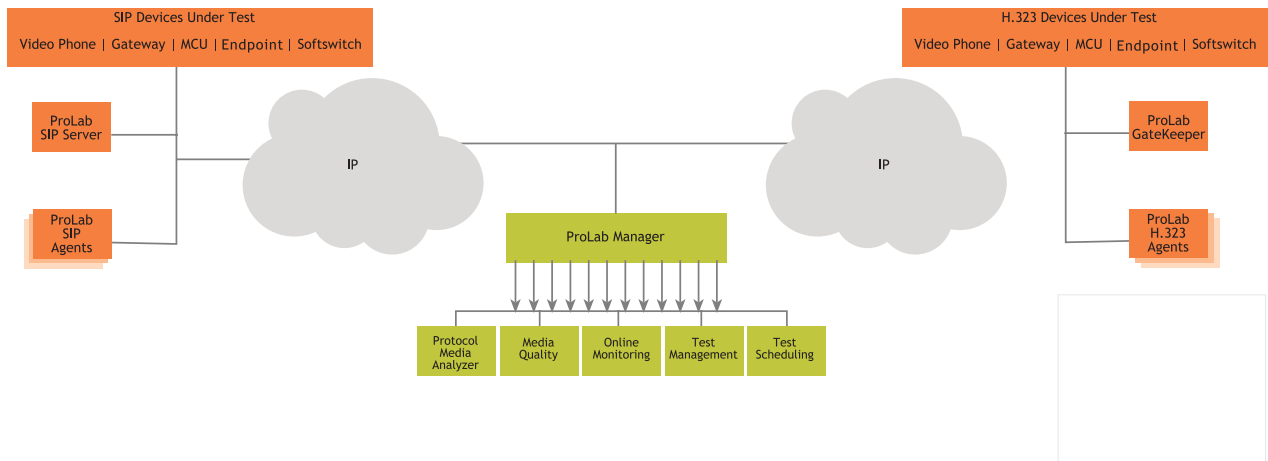 SIP Devices Under Test
Video Phone | Gateway | MCU | Endpoint | Softswitch
H.323 Devices Under Test
Video Phone | Gateway | MCU | Endpoint | Softswitch
ProLab
SIP Server
IP
IP
ProLab
GateKeeper
ProLab
SIP
Agents
ProLab Manager
ProLab
H.323
Agents
Protocol
Media
Analyzer
Media
Quality
Online
Monitoring
Test
Management
Test
Scheduling